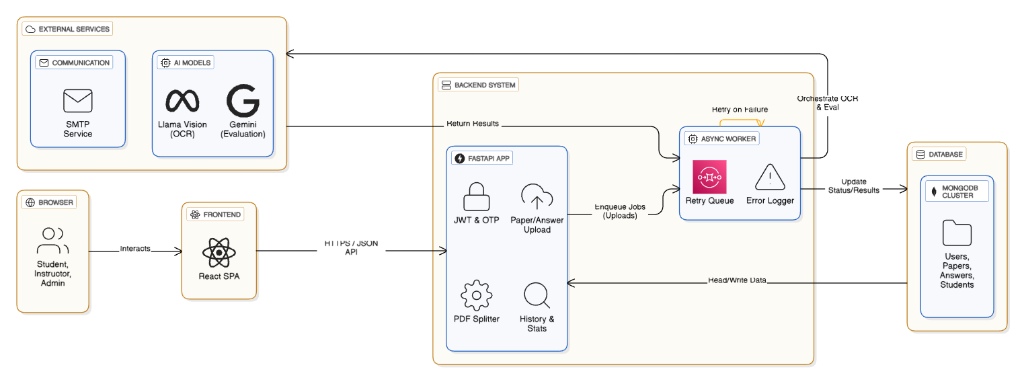 EXTERNAL SERVICES
COMMUNICATION
SMTP
Service
AI MODELS
Llama Vision
(OCR)
Gemini
(Evaluation)
BACKEND SYSTEM
Return Results
Retry on Failure
Orchestrate OCR
& Eval
ASYNC WORKER
Retry Queue
Error Logger
FASTAPI APP
JWT & OTP
Paper/Answer
Upload
PDF Splitter
History &
Stats
Enqueue Jobs
(Uploads)
Update
Status/Results
DATABASE
MONGODB
CLUSTER
Users,
Papers,
Answers,
Students
BROWSER
Student,
Instructor,
Admin
Interacts
FRONTEND
React SPA
HTTPS / JSON
API
Read/Write Data